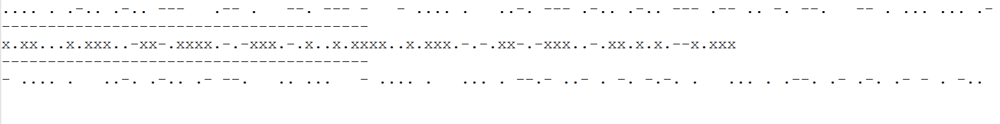 .... . .-.. .-.. ---   .-- .   --. --- -   - .... .   ..-. --- .-.. .-.. --- .-- .. -. --.   -- . ... ... .-
----------------------------------------
x.xx...x.xxx..-xx-.xxxx.-.-xxx.-.x..x.xxxx..x.xxx.-.-.xx-.-xxx..-.xx.x.x.--x.xxx
----------------------------------------
- .... .   ..-. .-.. .- --.   .. ...   - .... .   ... . --.- ..- . -. -.-. .   ... . .--. .- .-. .- - . -..